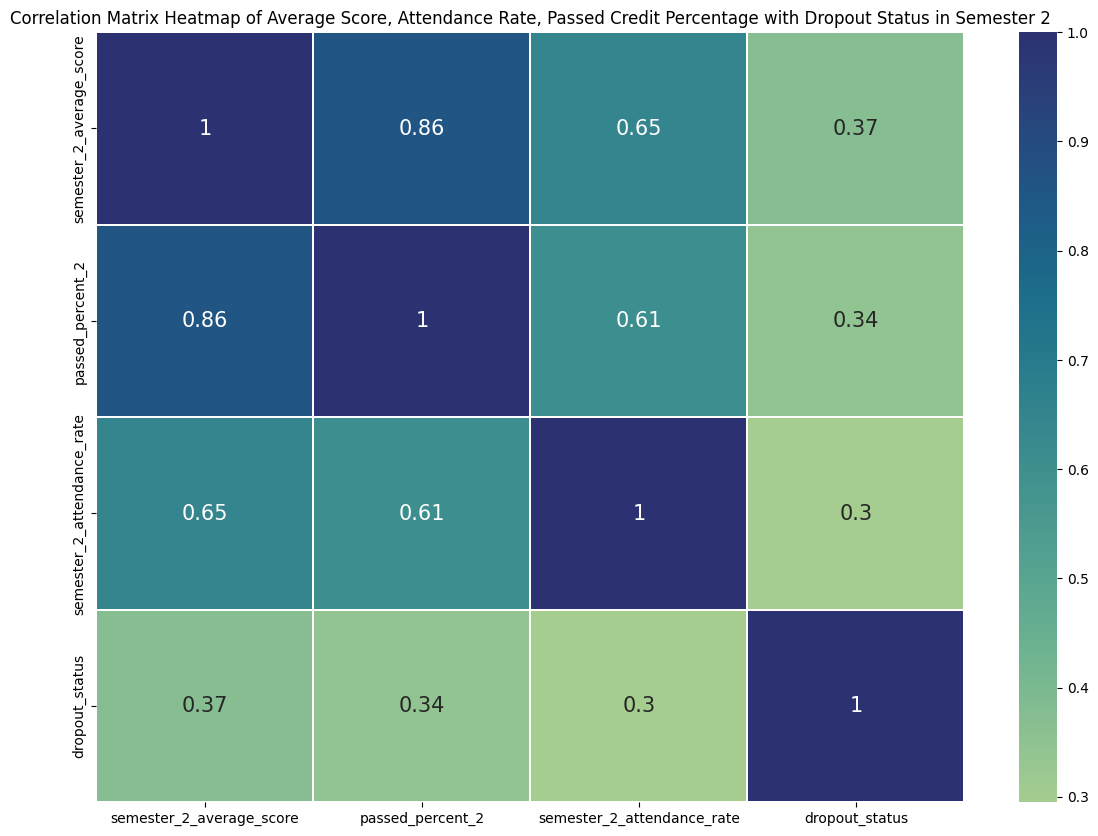 Correlation Matrix Heatmap of Average Score, Attendance Rate, Passed Credit Percentage with Dropout Status in Semester 2
semester_2_average_score
1
0.86
0.65
0.37
passed_percent_2
0.86
1
0.61
0.34
semester_2_attendance_rate
0.65
0.61
1
0.3
dropout_status
0.37
0.34
0.3
1
semester_2_average_score
passed_percent_2
semester_2_attendance_rate
dropout_status
1.0
0.9
0.8
0.7
0.6
0.5
0.4
0.3